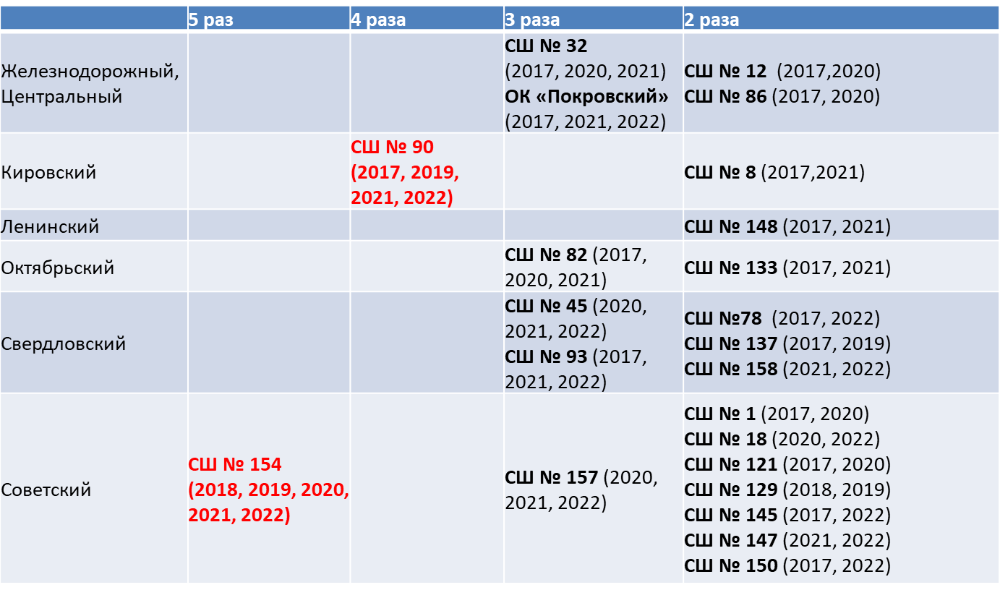 5 раз 4 раза 3 раза 2 раза
Железнодорожный,
Центральный
СШ № 32
(2017, 2020, 2021)
ОК «Покровский»
(2017, 2021, 2022)
СШ № 12 (2017,2020)
СШ № 86 (2017, 2020)
Кировский
СШ № 90
(2017, 2019,
2021, 2022)
СШ № 8 (2017,2021)
Ленинский
СШ № 148 (2017, 2021)
Октябрьский
СШ № 82 (2017,
2020, 2021)
СШ № 133 (2017, 2021)
Свердловский
СШ № 45 (2020,
2021, 2022)
СШ № 93 (2017,
2021, 2022)
СШ №78 (2017, 2022)
СШ № 137 (2017, 2019)
СШ № 158 (2021, 2022)
Советский
СШ № 154
(2018, 2019, 2020,
2021, 2022)
СШ № 157 (2020,
2021, 2022)
СШ № 1 (2017, 2020)
СШ № 18 (2020, 2022)
СШ № 121 (2017, 2020)
СШ № 129 (2018, 2019)
СШ № 145 (2017, 2022)
СШ № 147 (2021, 2022)
СШ № 150 (2017, 2022)